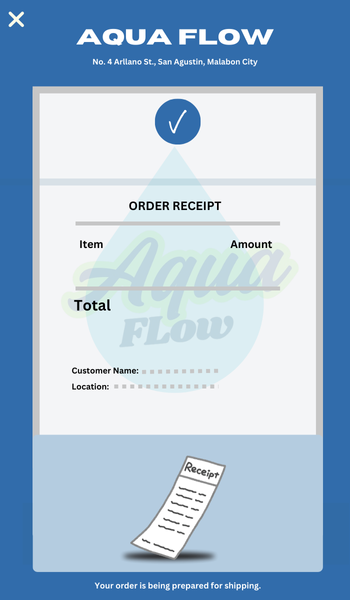 AQUA FLOW
No. 4 Arllano St., San Agustin, Malabon City
ORDER RECEIPT
Item Amount
Aqua
Total
FLOW
Customer Name:
Location:
Receipt
Your order is being prepared for shipping.